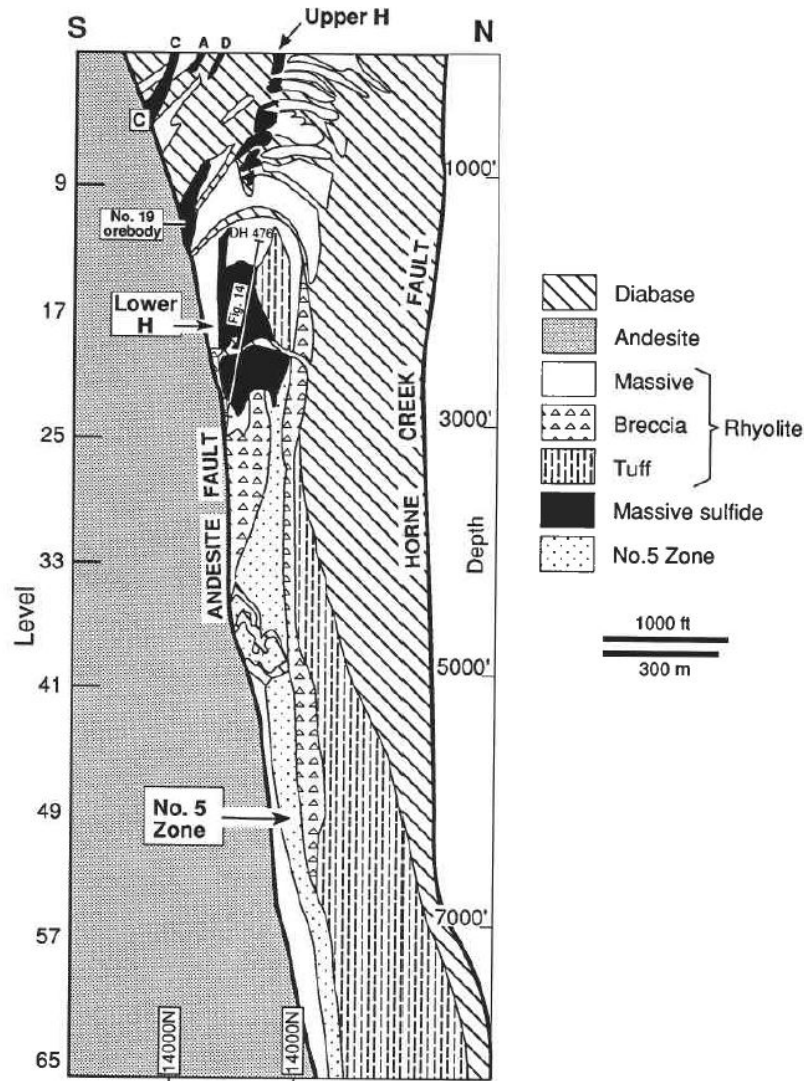 S
Upper H
N
C
A
D
C
1000'
9
No. 19
orebody
DH 476
FAULT
17
Lower
H
Fig. 14
CREEK
3000'
25
ANDESITE FAULT
HORNE
Depth
33
Level
5000'
41
49
No. 5
Zone
7000'
57
14000N
14000N
65
Diabase
Andesite
Massive
Breccia
Rhyolite
Tuff
Massive sulfide
No.5 Zone
1000 ft
300 m